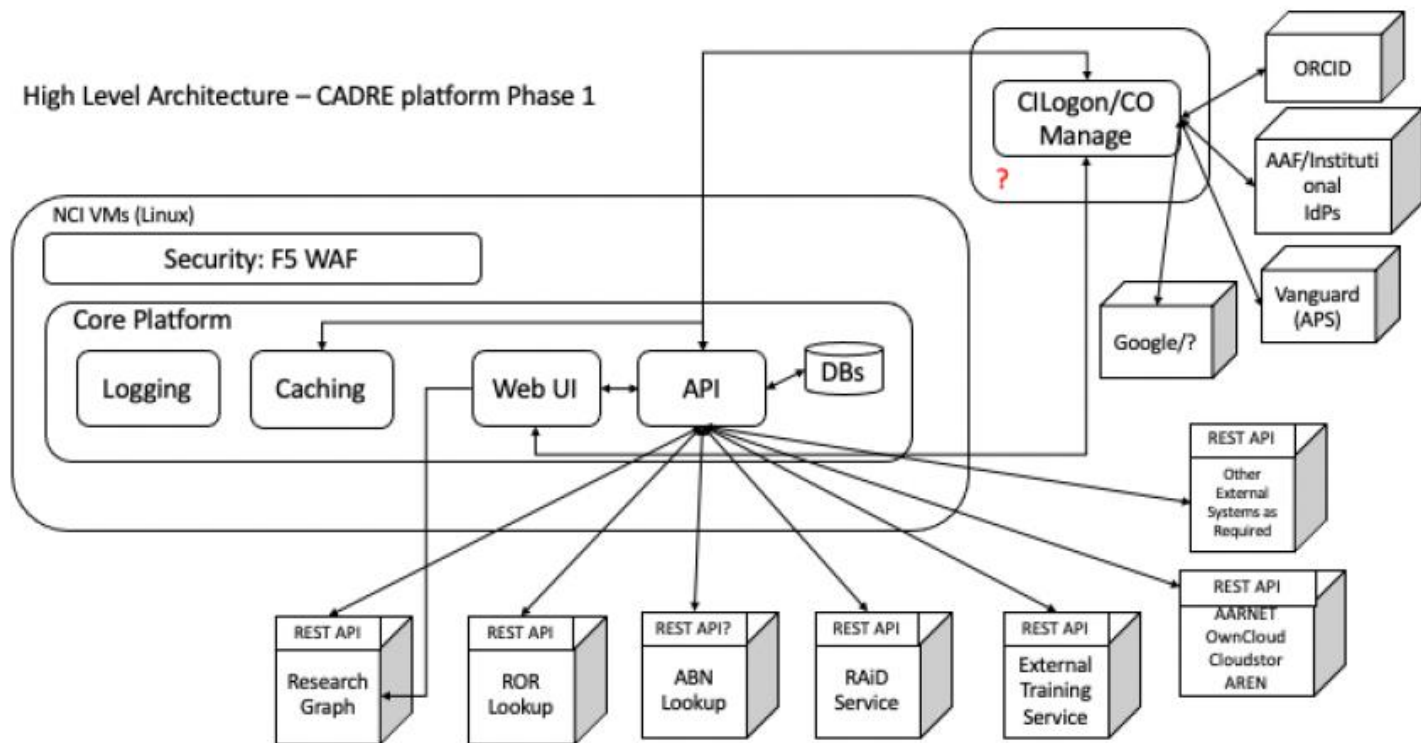 High Level Architecture – CADRE platform Phase 1
CILogon/CO
Manage
?
ORCID
AAF/Instituti
onal
IdPs
Vanguard
(APS)
Google/?
NCI VMs (Linux)
Security: F5 WAF
Core Platform
Logging
Caching
Web UI
API
DBs
REST API
Other
External
Systems as
Required
REST API
AARNET
OwnCloud
Cloudstor
AREN
REST API
Research
Graph
REST API
ROR
Lookup
REST API?
ABN
Lookup
REST API
RAiD
Service
REST API
External
Training
Service